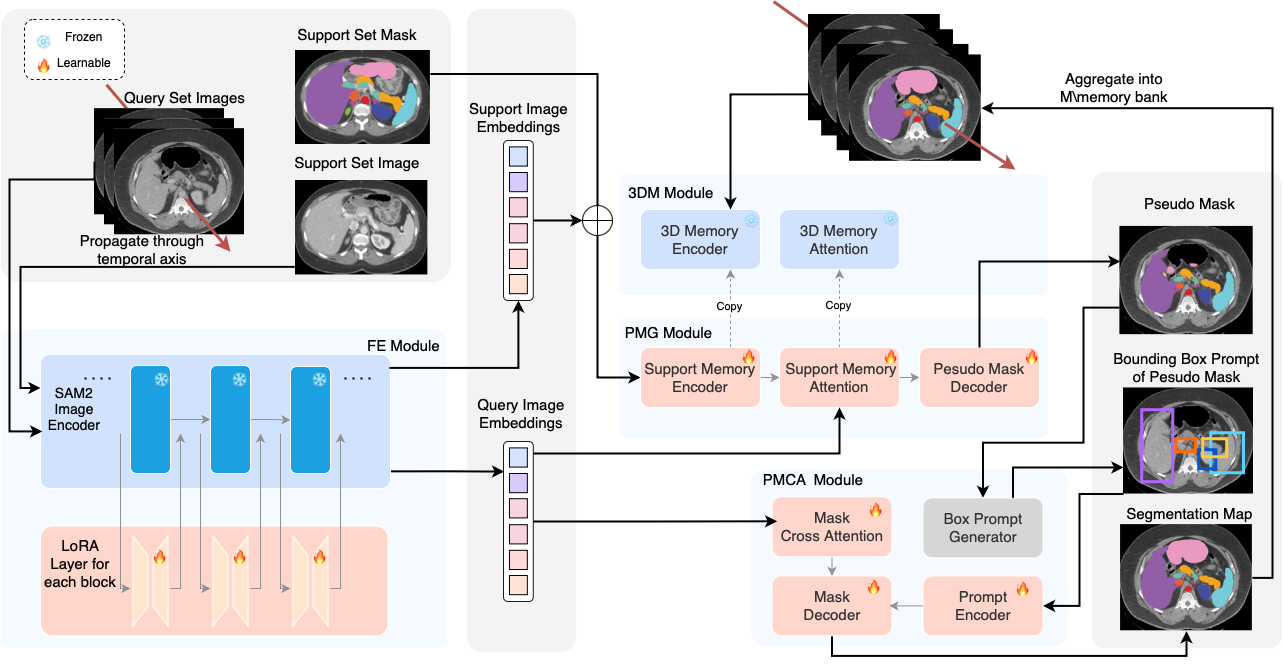 Frozen
Learnable
Query Set Images
Propagate through
temporal axis
Support Set Mask
Support Set Image
Support Image
Embeddings
Query Image
Embeddings
FE Module
SAM2
Image
Encoder
....
....
LoRA
Layer for
each block
Aggregate into
M\memory bank
3DM Module
3D Memory
Encoder
3D Memory
Attention
Copy
Copy
PMG Module
Support Memory
Encoder
Support Memory
Attention
Pesudo Mask
Decoder
PMCA Module
Mask
Cross Attention
Box Prompt
Generator
Mask
Decoder
Prompt
Encoder
Pseudo Mask
Bounding Box Prompt
of Pesudo Mask
Segmentation Map